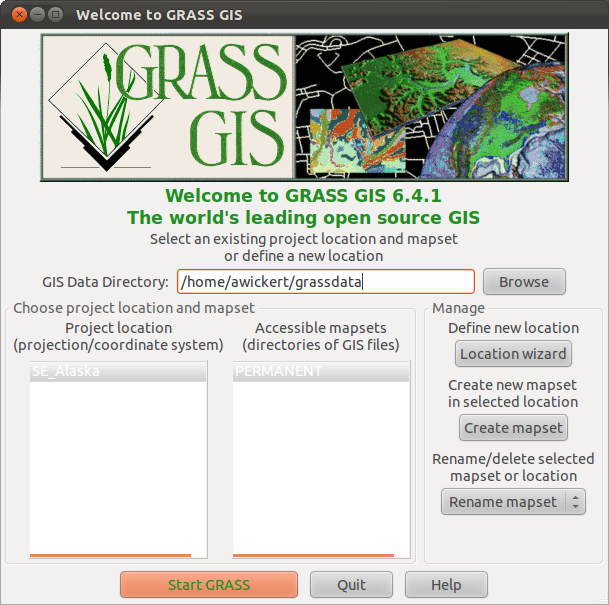 Welcome to GRASS GIS
GRASS
GIS
Welcome to GRASS GIS 6.4.1
The world's leading open source GIS
Select an existing project location and mapset
or define a new location
GIS Data Directory: /home/awickert/grassdata Browse
Choose project location and mapset
Project location
(projection/coordinate system)
SE_Alaska
Accessible mapsets
(directories of GIS files)
PERMANENT
Manage
Define new location
Location wizard
Create new mapset
in selected location
Create mapset
Rename/delete selected
mapset or location
Rename mapset
Start GRASS Quit Help